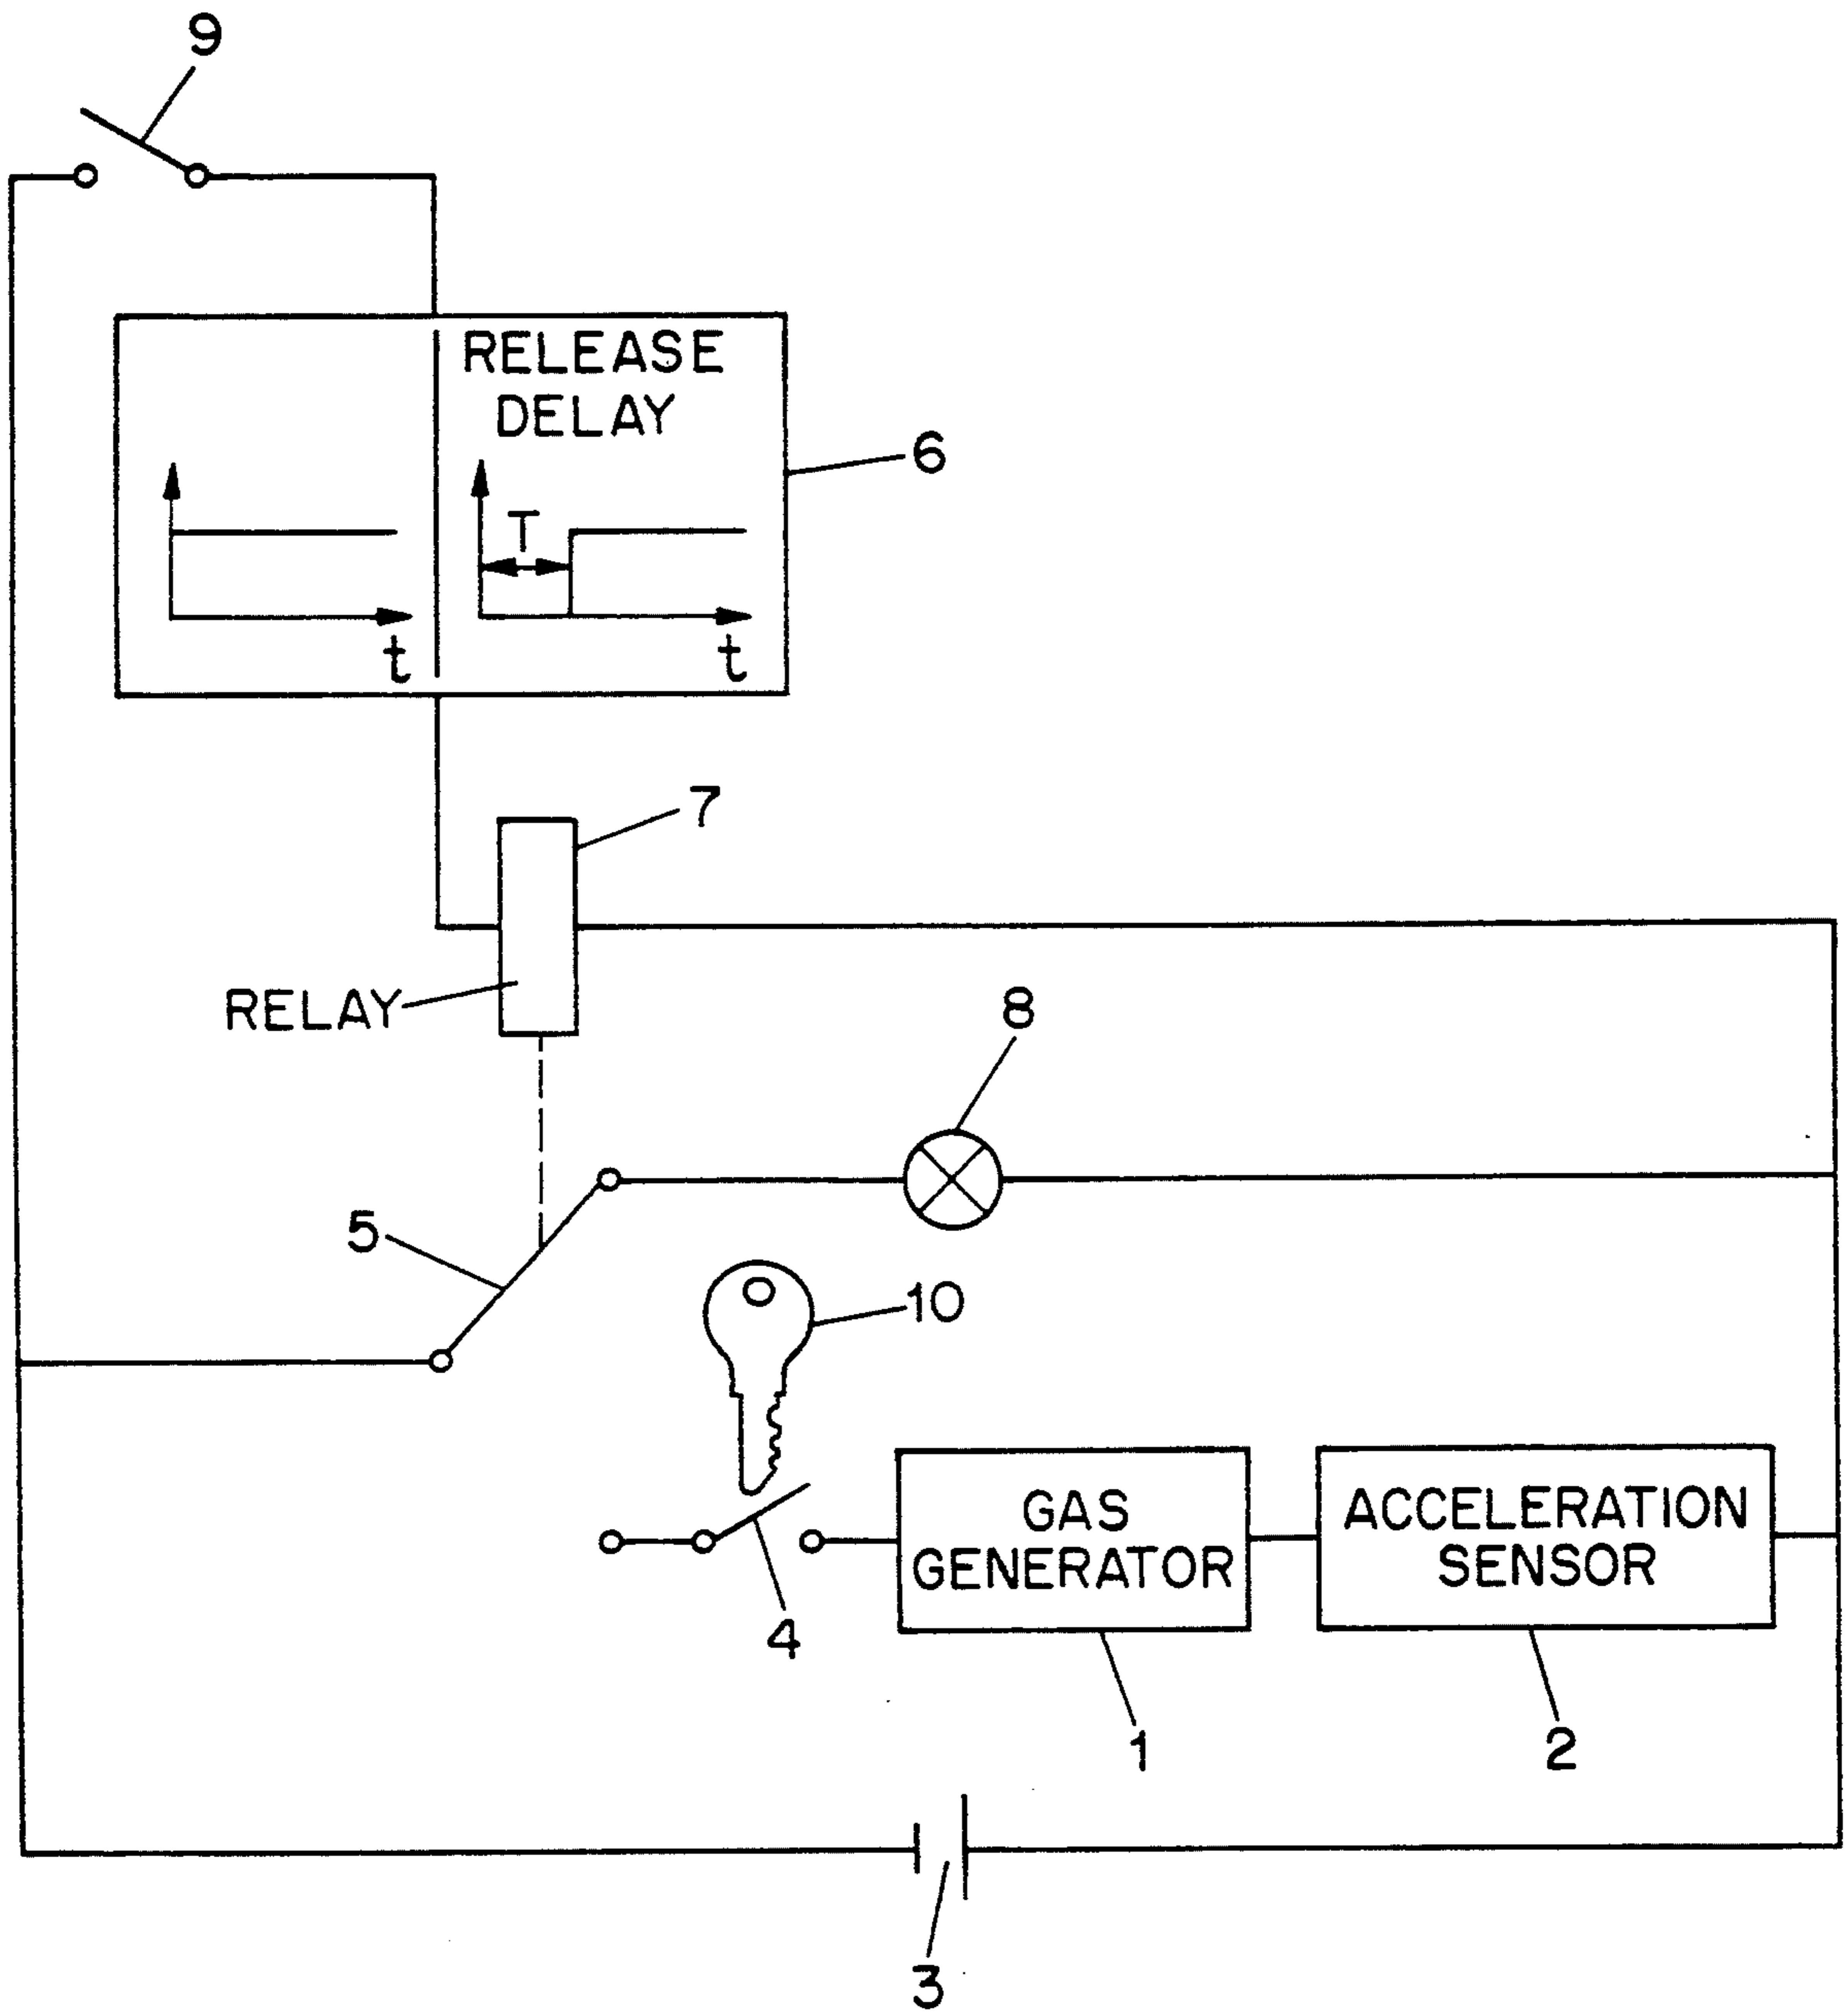 9
RELEASE
DELAY
6
T
t
t
7
RELAY
8
5
10
GAS
GENERATOR
ACCELERATION
SENSOR
4
1
2
3